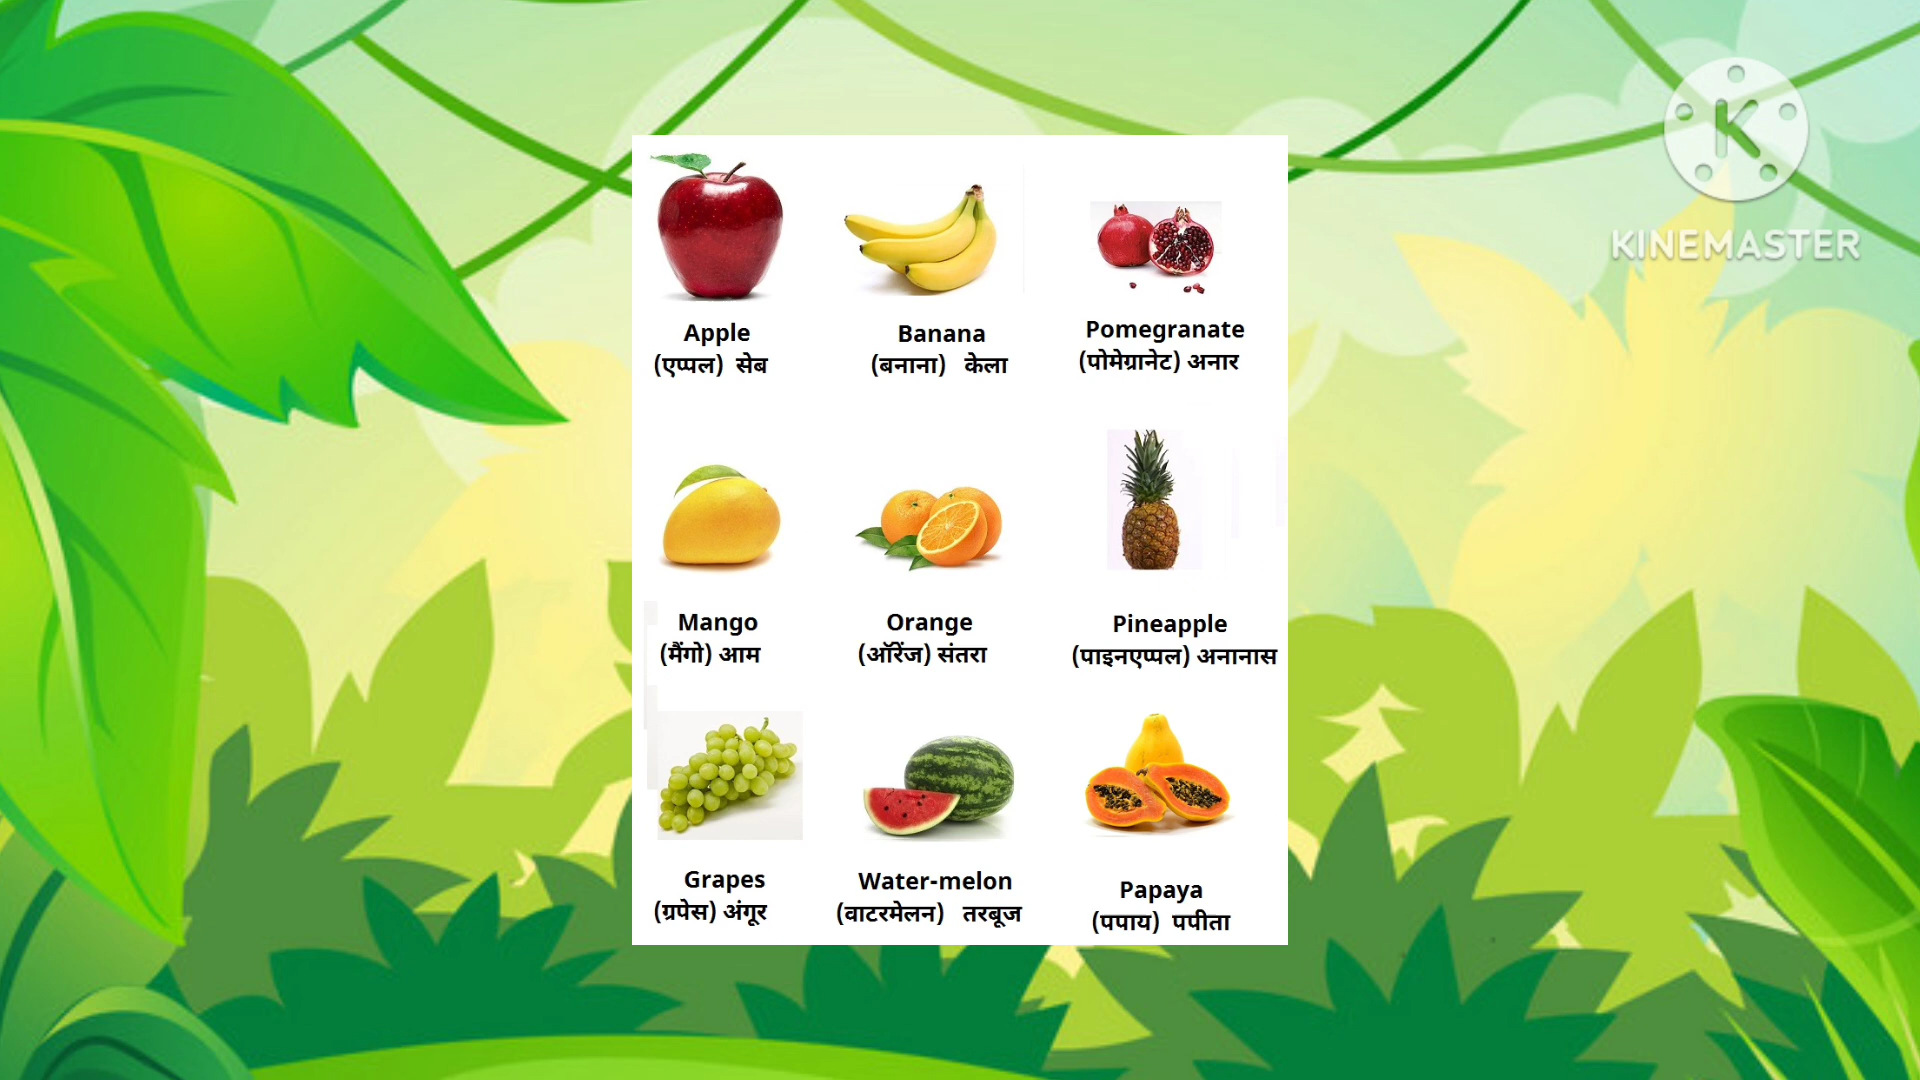 KINEMASTER
Apple
(एप्पल) सेब
Banana
(बनाना) केला
Pomegranate
(पोमेग्रानेट) अनार
Mango
(मैंगो) आम
Orange
(ऑरेंज) संतरा
Pineapple
(पाइनएप्पल) अनानास
Grapes
(ग्रपेस) अंगूर
Water-melon
(वाटरमेलन) तरबूज
Papaya
(पपाय) पपीता